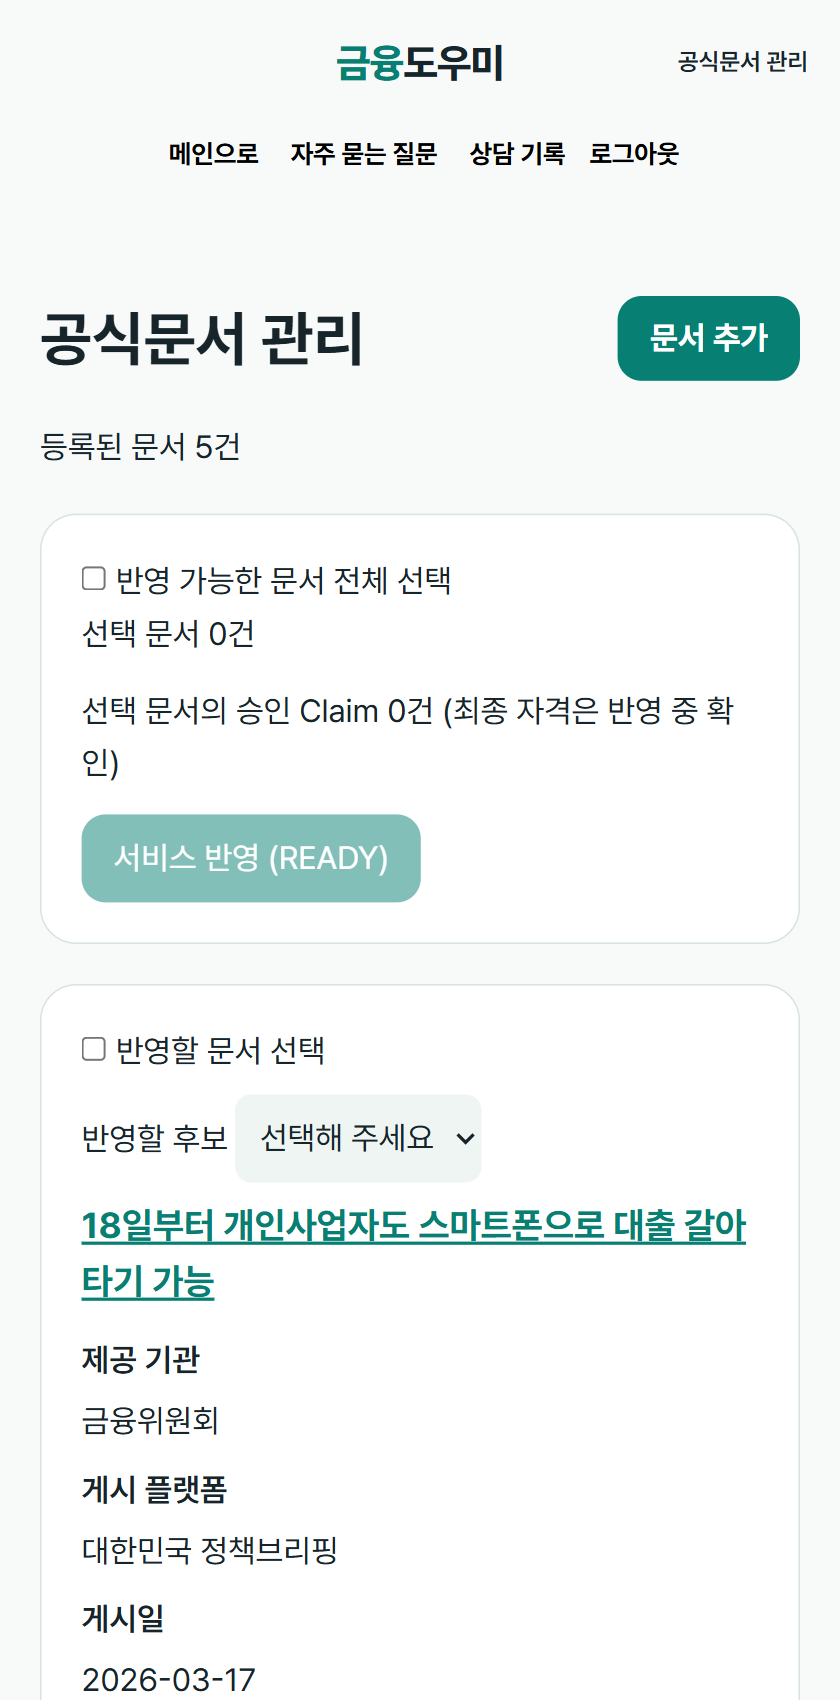 금융도우미
공식문서 관리
메인으로 자주 묻는 질문 상담 기록 로그아웃
공식문서 관리
문서 추가
등록된 문서 5건
반영 가능한 문서 전체 선택
선택 문서 0건
선택 문서의 승인 Claim 0건 (최종 자격은 반영 중 확
인)
서비스 반영 (READY)
반영할 문서 선택
반영할 후보 선택해 주세요
18일부터 개인사업자도 스마트폰으로 대출 갈아
타기 가능
제공 기관
금융위원회
게시 플랫폼
대한민국 정책브리핑
게시일
2026-03-17